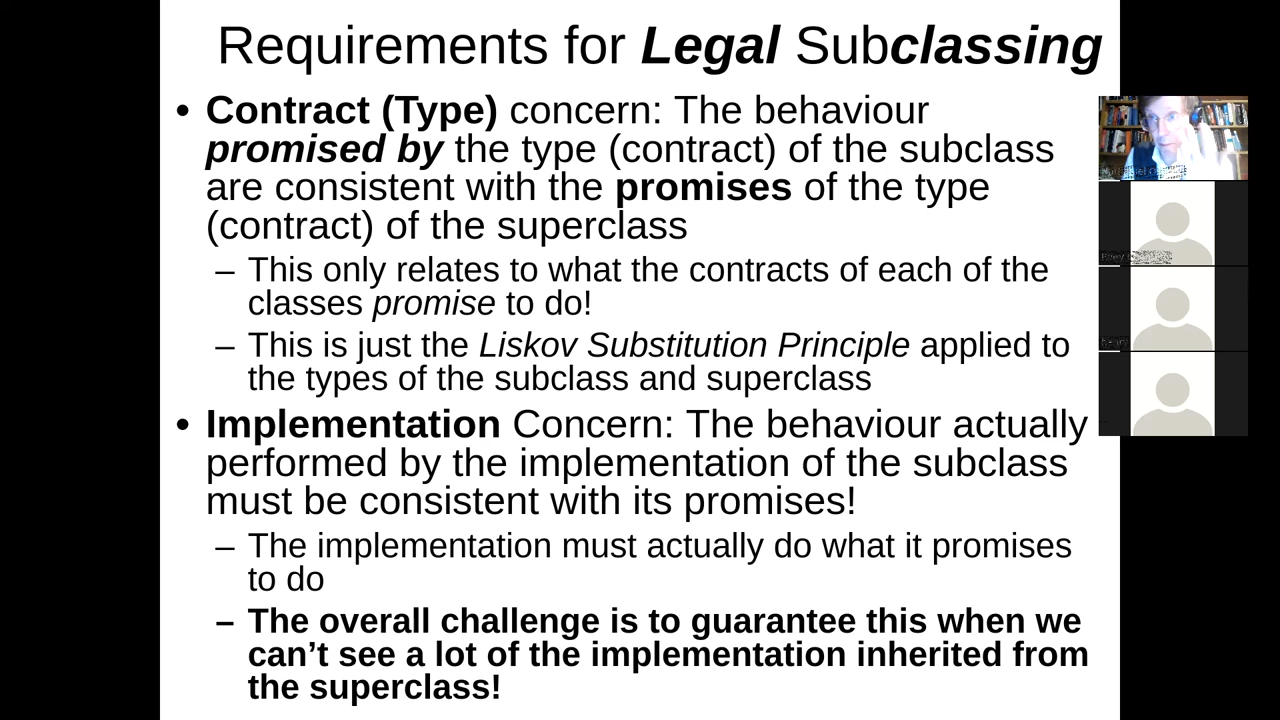 Requirements for Legal Subclassing
• Contract (Type) concern: The behaviour
promised by the type (contract) of the subclass
are consistent with the promises of the type
(contract) of the superclass
– This only relates to what the contracts of each of the
classes promise to do!
– This is just the Liskov Substitution Principle applied to
the types of the subclass and superclass
• Implementation Concern: The behaviour actually
performed by the implementation of the subclass
must be consistent with its promises!
– The implementation must actually do what it promises
to do
– The overall challenge is to guarantee this when we
can’t see a lot of the implementation inherited from
the superclass!